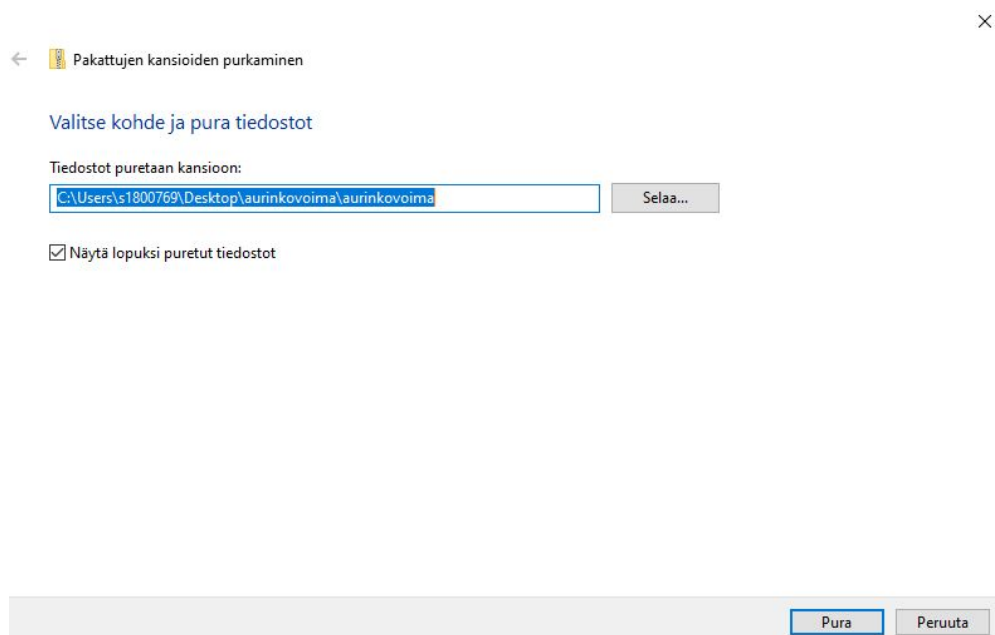 Pakattujen kansioiden purkaminen
Valitse kohde ja pura tiedostot
Tiedostot puretaan kansioon:
C:\Users\s1800769\Desktop\aurinkovoima\aurinkovoima
Selaa...
Näytä lopuksi puretut tiedostot
Pura
Peruuta